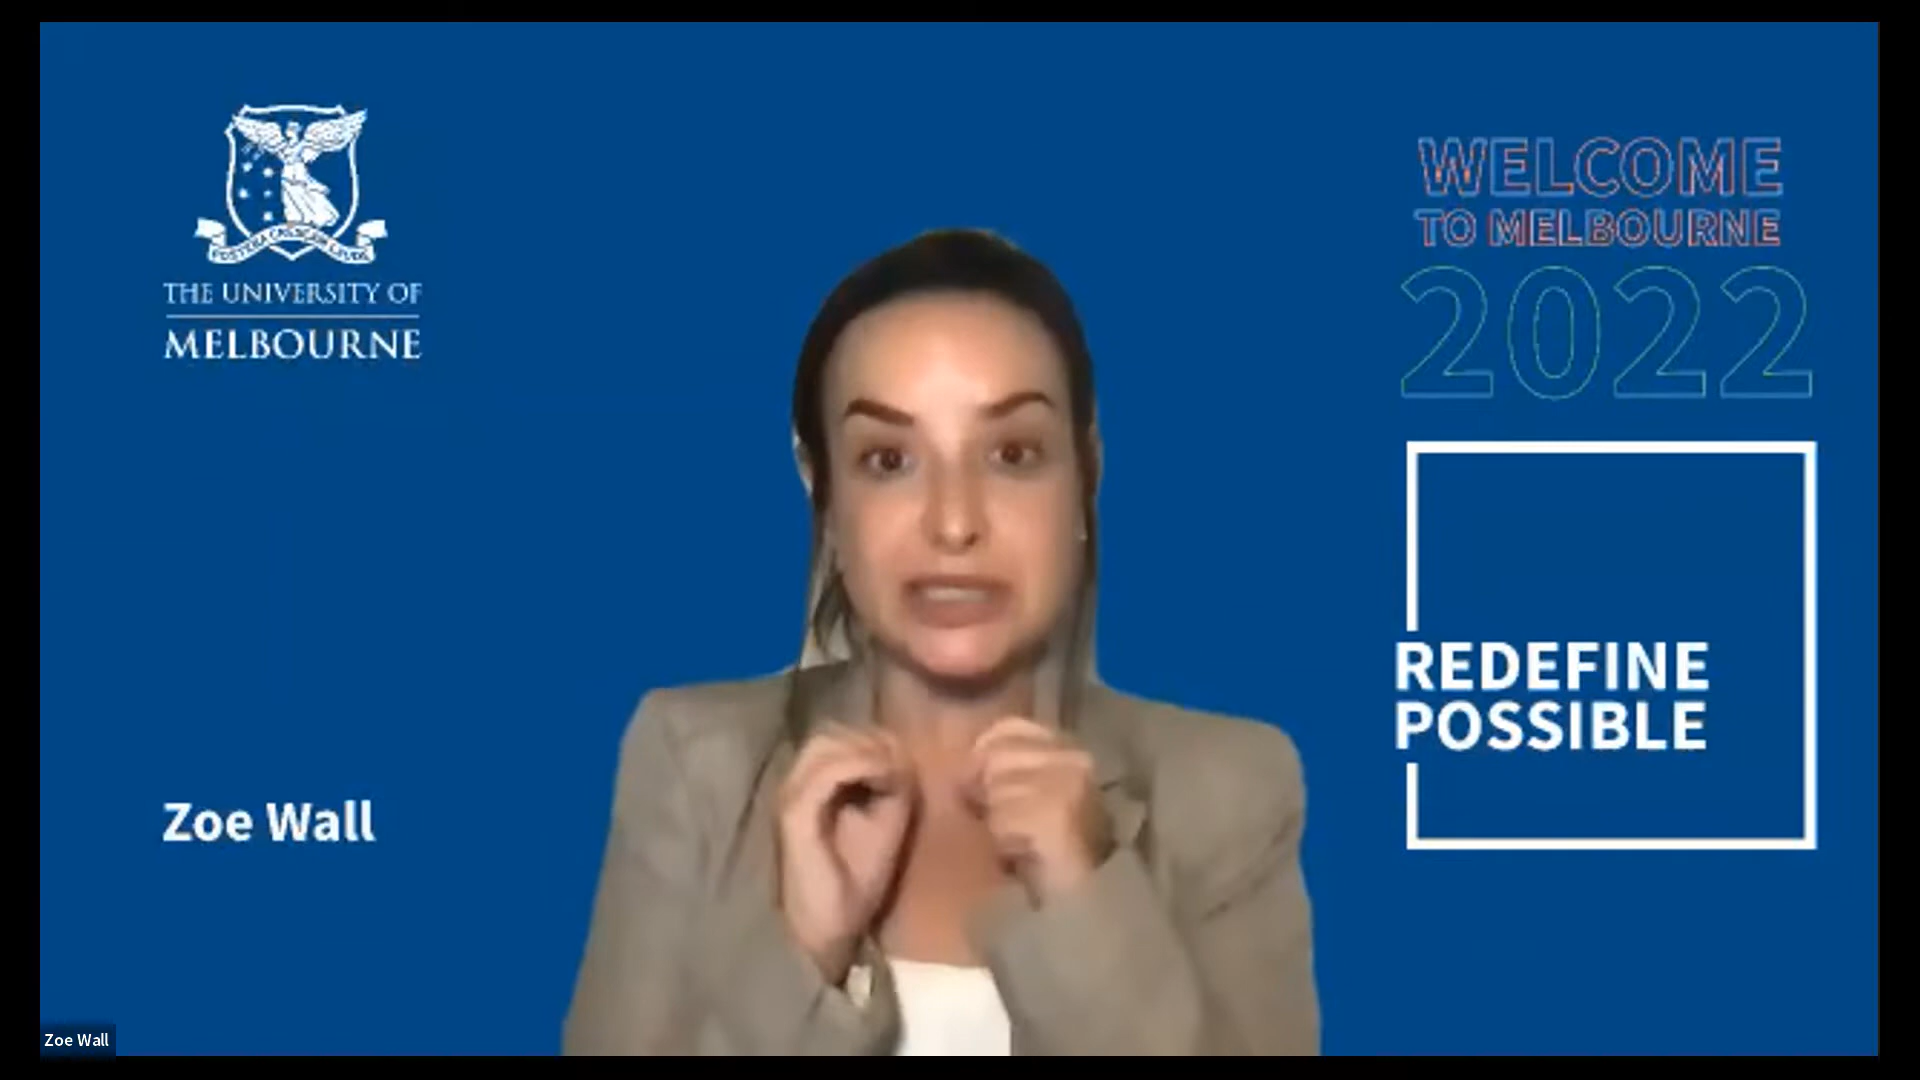 THE UNIVERSITY OF
MELBOURNE
WELCOME
TO MELBOURNE
2022
REDEFINE
POSSIBLE
Zoe Wall
Zoe Wall